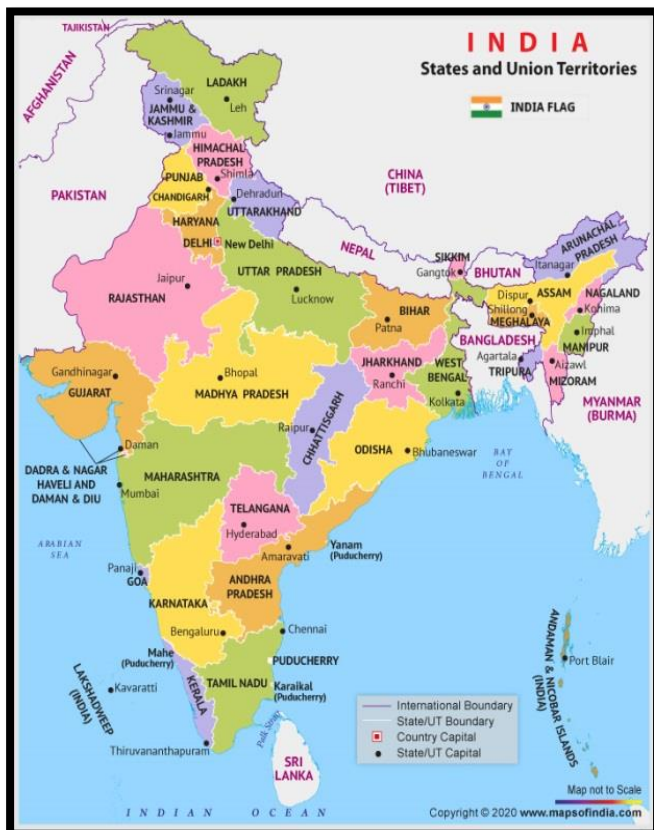 INDIA
States and Union Territories
INDIA FLAG
TAJIKISTAN
AFGHANISTAN
PAKISTAN
CHINA
(TIBET)
NEPAL
BHUTAN
BANGLADESH
MYANMAR
(BURMA)
SRI
LANKA
LADAKH
Leh
Srinagar
JAMMU &
KASHMIR
Jammu
HIMACHAL
PRADESH
Shimla
PUNJAB
CHANDIGARH
Dehradun
UTTARAKHAND
HARYANA
DELHI
New Delhi
UTTAR PRADESH
Lucknow
Jaipur
RAJASTHAN
BIHAR
Patna
SIKKIM
Gangtok
ARUNACHAL
PRADESH
Itanagar
Dispur
ASSAM
NAGALAND
Kohima
Shillong
MEGHALAYA
Imphal
MANIPUR
Agartala
TRIPURA
Aizawl
MIZORAM
JHARKHAND
Ranchi
WEST
BENGAL
Kolkata
Gandhinagar
GUJARAT
Bhopal
MADHYA PRADESH
Raipur
CHHATTISGARH
ODISHA
Bhubaneswar
Daman
DADRA & NAGAR
HAVELI AND
DAMAN & DIU
MAHARASHTRA
Mumbai
TELANGANA
Hyderabad
Amaravati
Yanam
(Puducherry)
ANDHRA
PRADESH
Panaji
GOA
KARNATAKA
Bengaluru
Chennai
Mahe
(Puducherry)
PUDUCHERRY
TAMIL NADU
Karaikal
(Puducherry)
KERALA
Thiruvananthapuram
LAKSHADWEEP
(INDIA)
Kavaratti
ANDAMAN & NICOBAR ISLANDS
(INDIA)
Port Blair
ARABIAN
SEA
BAY
OF
BENGAL
Palk Strait
INDIAN OCEAN
International Boundary
State/UT Boundary
Country Capital
State/UT Capital
Map not to Scale
Copyright © 2020 www.mapsofindia.com